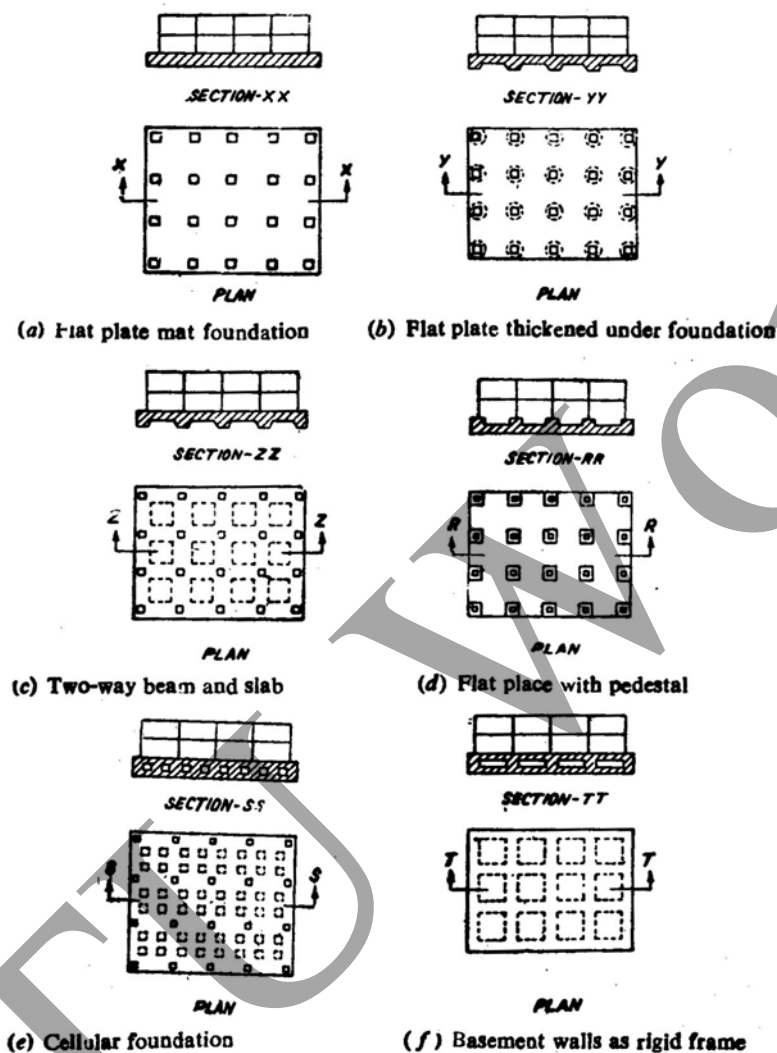 SECTION-XX
SECTION-YY
X
X
Y
Y
PLAN
PLAN
(a) Flat plate mat foundation
(b) Flat plate thickened under foundation
SECTION-ZZ
SECTION-RR
Z
Z
R
R
PLAN
PLAN
(c) Two-way beam and slab
(d) Flat place with pedestal
SECTION-SS
SECTION-TT
S
S
T
T
PLAN
PLAN
(e) Cellular foundation
(f) Basement walls as rigid frame